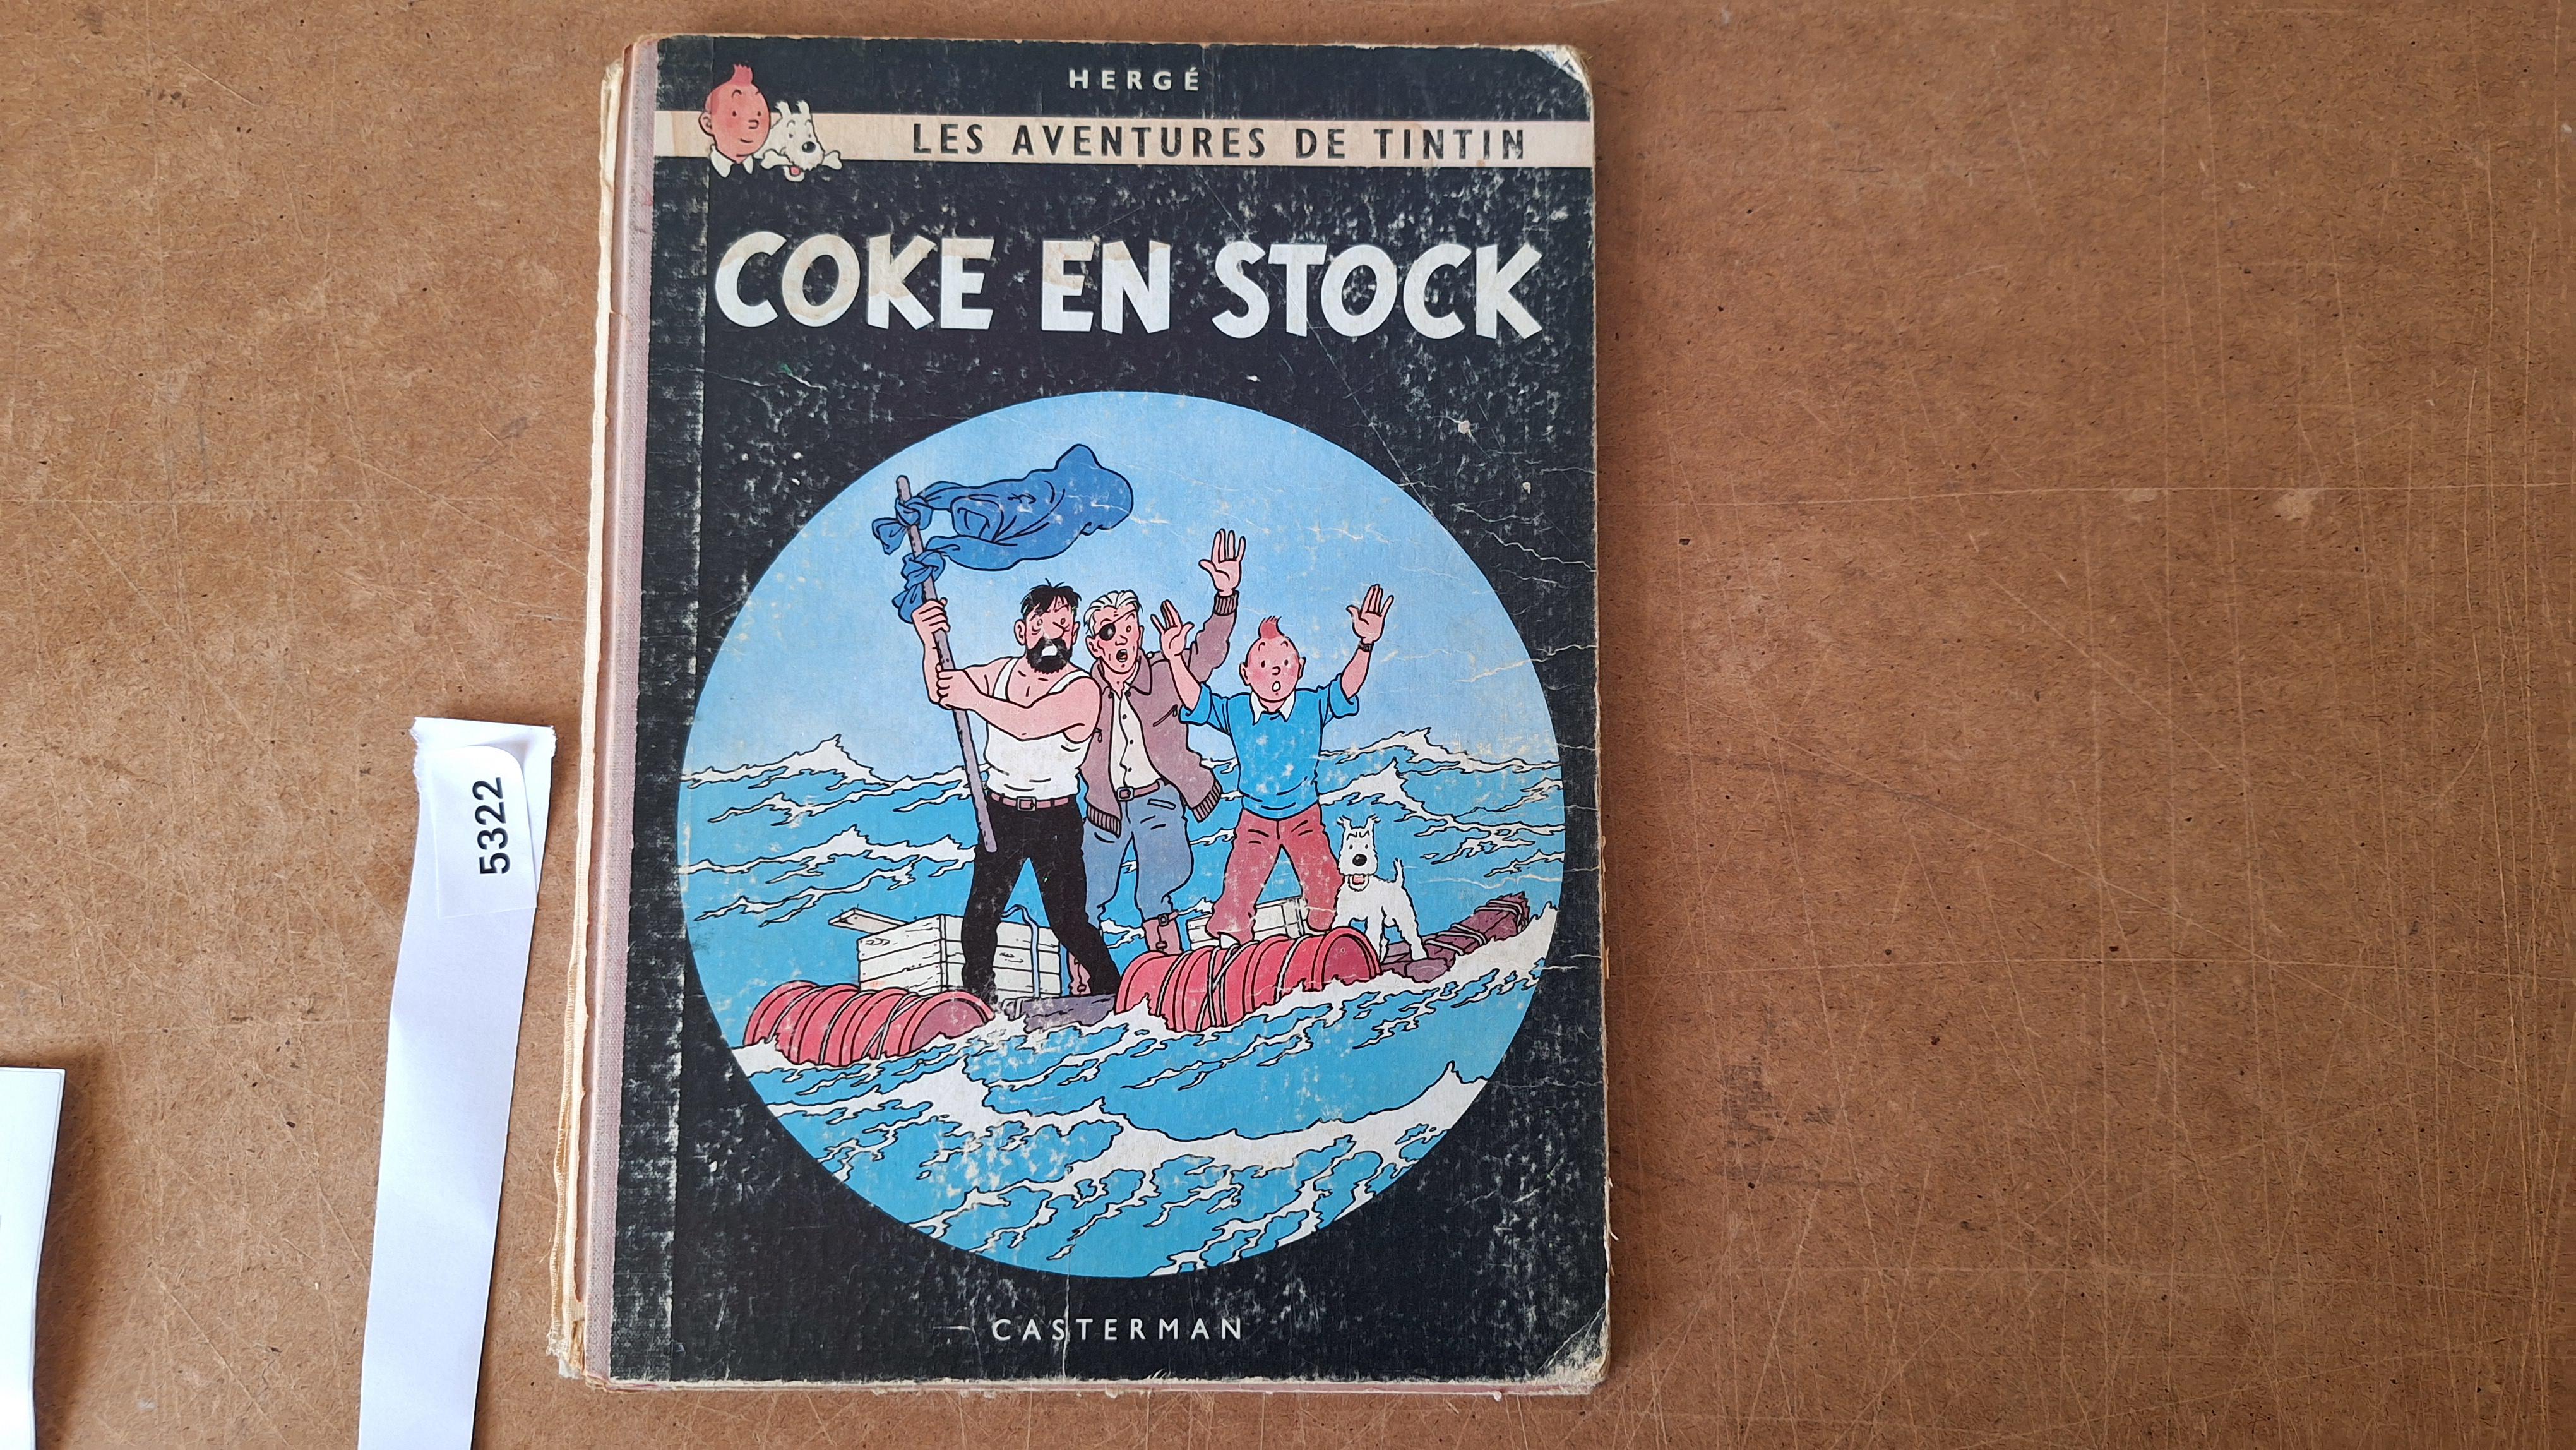 HERGÉ
LES AVENTURES DE TINTIN
COKE EN STOCK
CASTERMAN
5322